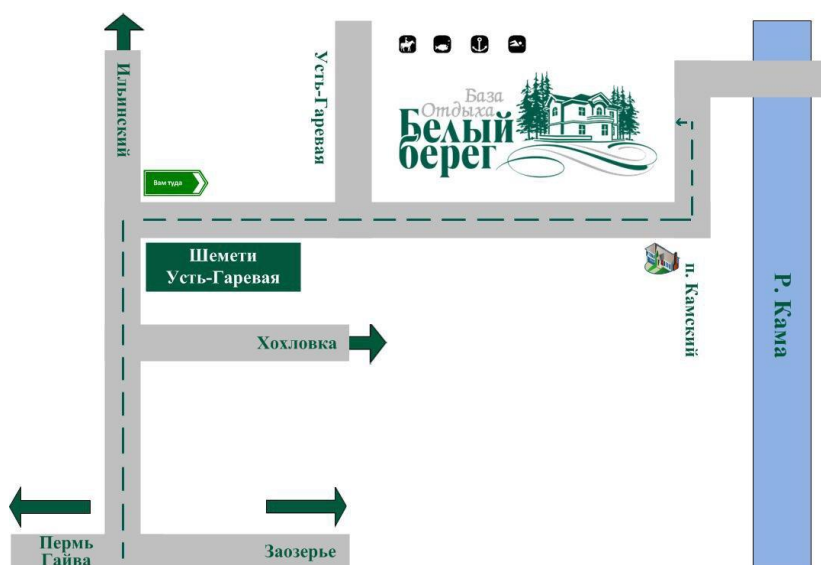 Ильинский
Усть-Гаревая
База
Отдыха
Белый
берег
Вам туда
Шемети
Усть-Гаревая
п. Камский
Р. Кама
Хохловка
Пермь
Гайва
Заозерье